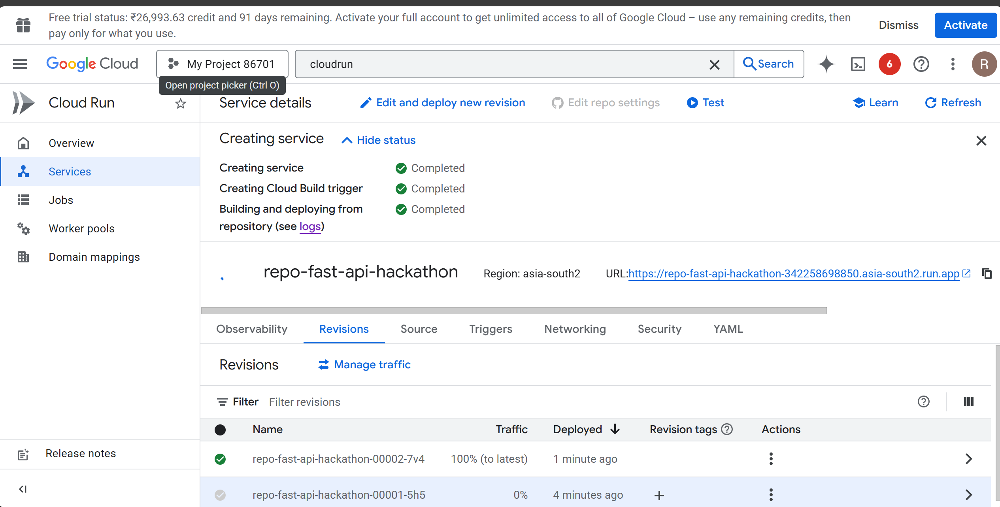 Free trial status: ₹26,993.63 credit and 91 days remaining. Activate your full account to get unlimited access to all of Google Cloud – use any remaining credits, then
pay only for what you use.
Dismiss
Activate
Google Cloud
My Project 86701
cloudrun
Search
6
R
Open project picker (Ctrl O)
Cloud Run
Service details
Edit and deploy new revision
Edit repo settings
Test
Learn
Refresh
Overview
Services
Jobs
Worker pools
Domain mappings
Release notes
Creating service
Hide status
Creating service
Completed
Creating Cloud Build trigger
Completed
Building and deploying from
repository (see logs)
Completed
repo-fast-api-hackathon
Region: asia-south2
URL:https://repo-fast-api-hackathon-342258698850.asia-south2.run.app
Observability
Revisions
Source
Triggers
Networking
Security
YAML
Revisions
Manage traffic
Filter
Filter revisions
Name
Traffic
Deployed
Revision tags
Actions
repo-fast-api-hackathon-00002-7v4
100% (to latest)
1 minute ago
repo-fast-api-hackathon-00001-5h5
0%
4 minutes ago